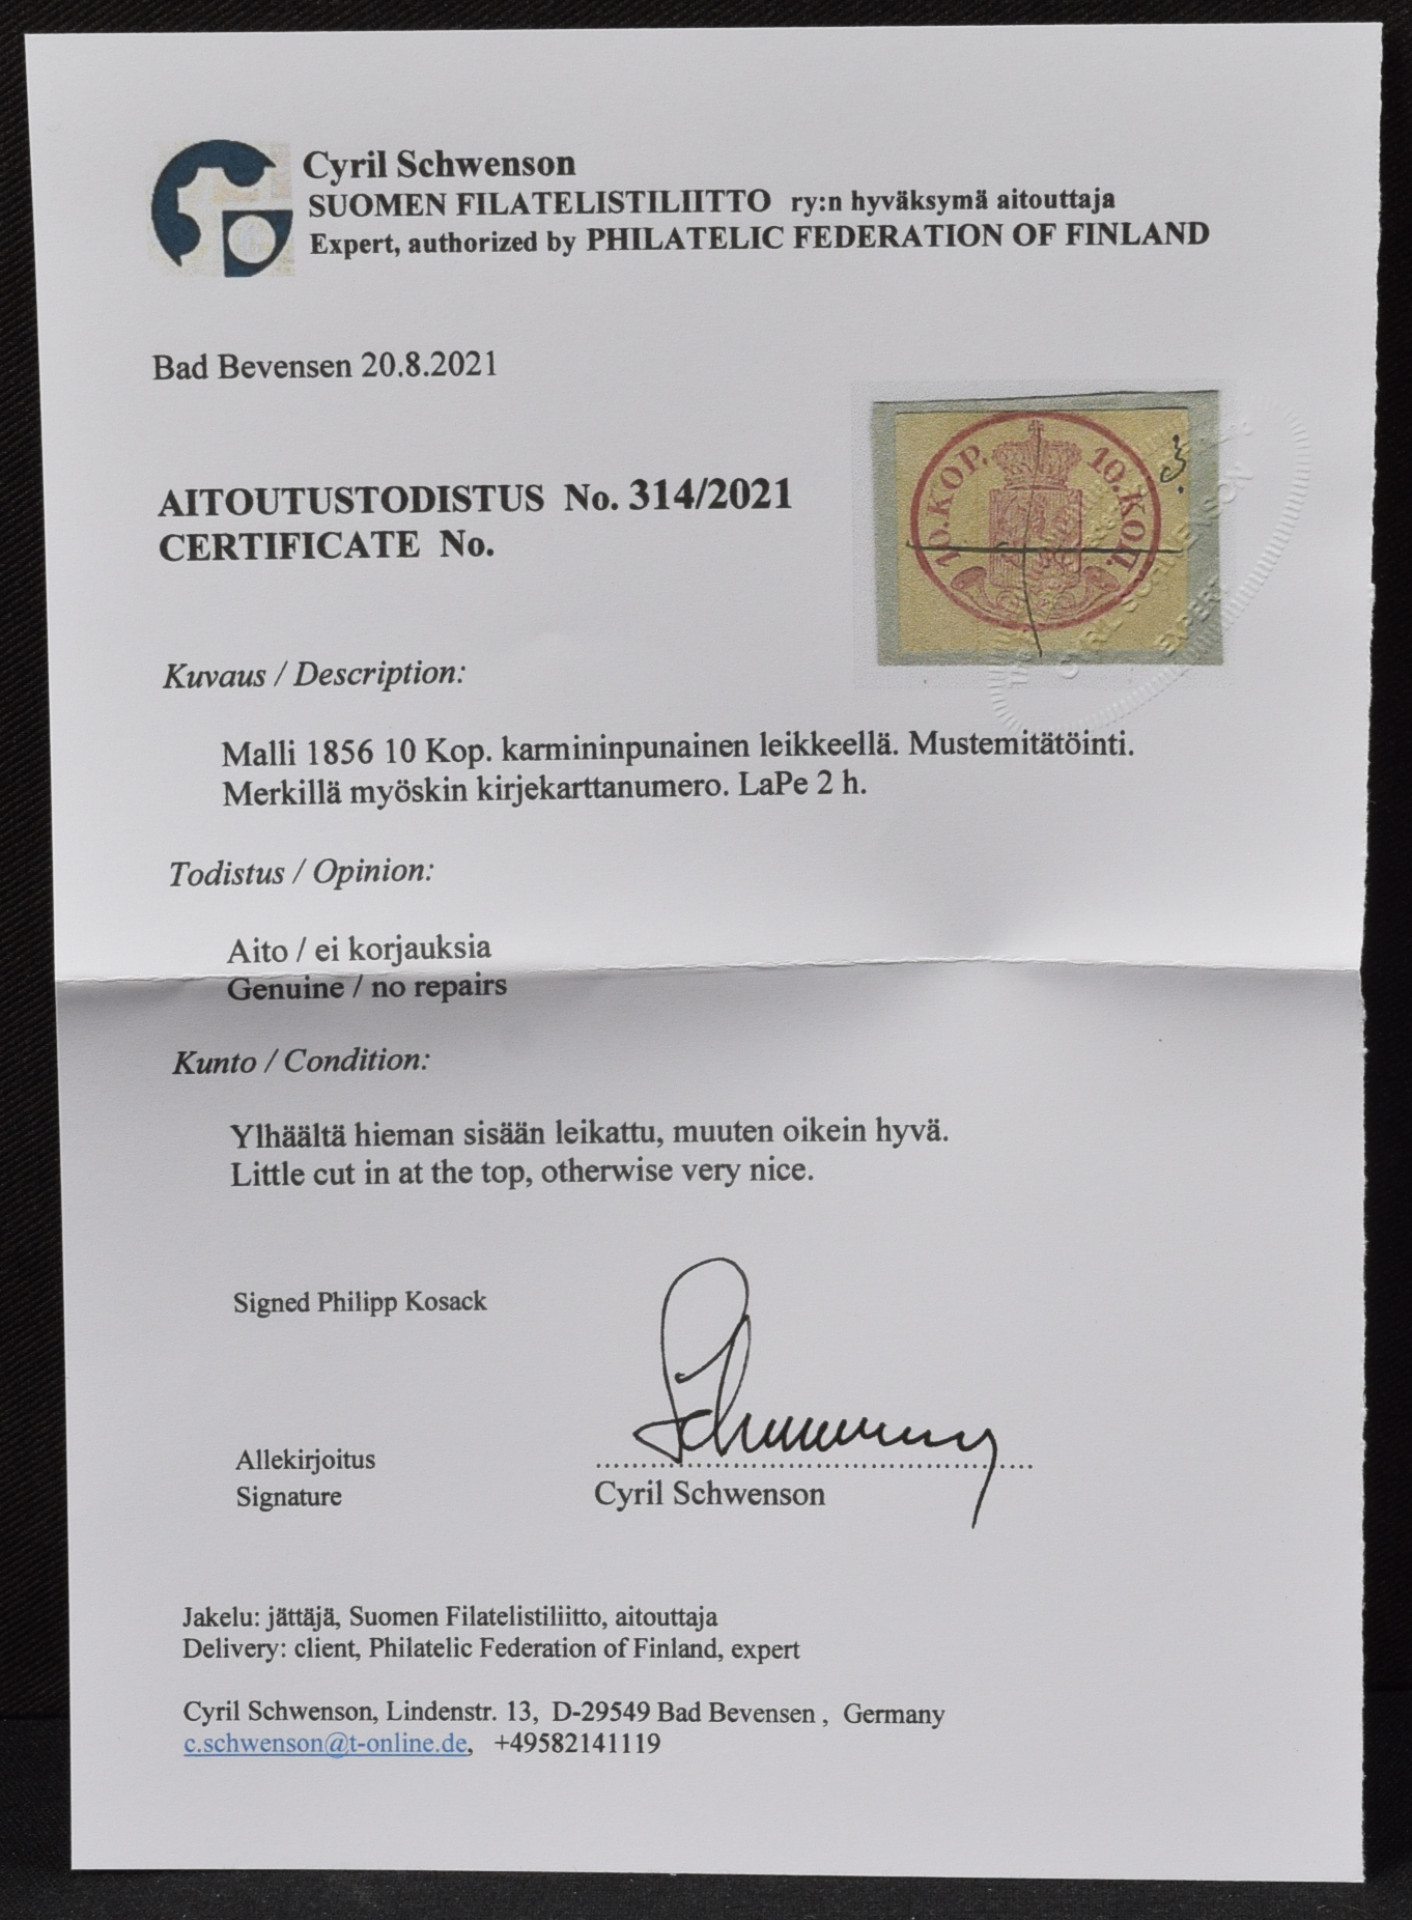 Cyril Schwenson
SUOMEN FILATELISTILIITTO ry:n hyväksymä aitouttaja
Expert, authorized by PHILATELIC FEDERATION OF FINLAND
Bad Bevensen 20.8.2021
10.KOP. 10.КОП.
3.
CYRIL SCHWENSON
EXPERT
AITOUTUSTODISTUS No. 314/2021
CERTIFICATE No.
Kuvaus / Description:
Malli 1856 10 Kop. karmininpunainen leikkeellä. Mustemitätöinti.
Merkillä myöskin kirjekarttanumero. LaPe 2 h.
Todistus / Opinion:
Aito / ei korjauksia
Genuine / no repairs
Kunto / Condition:
Ylhäältä hieman sisään leikattu, muuten oikein hyvä.
Little cut in at the top, otherwise very nice.
Signed Philipp Kosack
Allekirjoitus
Signature
Cyril Schwenson
Jakelu: jättäjä, Suomen Filatelistiliitto, aitouttaja
Delivery: client, Philatelic Federation of Finland, expert
Cyril Schwenson, Lindenstr. 13, D-29549 Bad Bevensen , Germany
c.schwenson@t-online.de, +49582141119